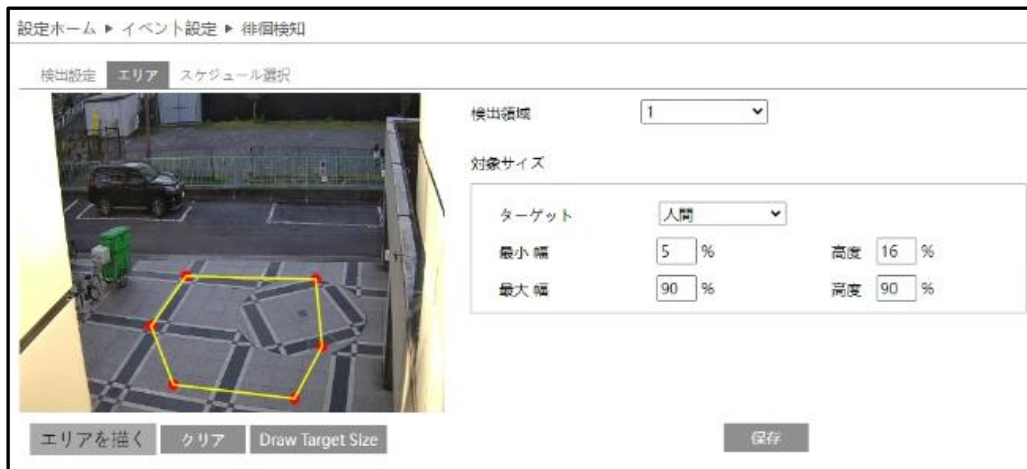 設定ホーム ▶ イベント設定 ▶ 徘徊検知
検出設定 エリア スケジュール選択
検出領域 1
対象サイズ
ターゲット 人間
最小 幅 5 % 高度 16 %
最大 幅 90 % 高度 90 %
エリアを描く クリア Draw Target Size 保存